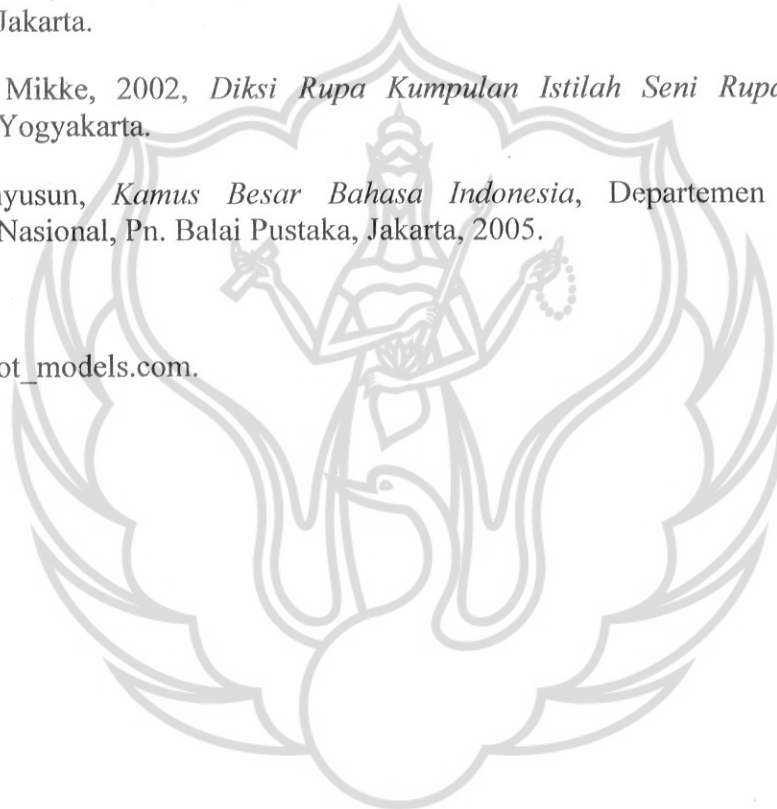 Jakarta.
Mikke, 2002, Diksi Rupa Kumpulan Istilah Seni Rupa
Yogyakarta.
yusun, Kamus Besar Bahasa Indonesia, Departemen
Nasional, Pn. Balai Pustaka, Jakarta, 2005.
ot_models.com.